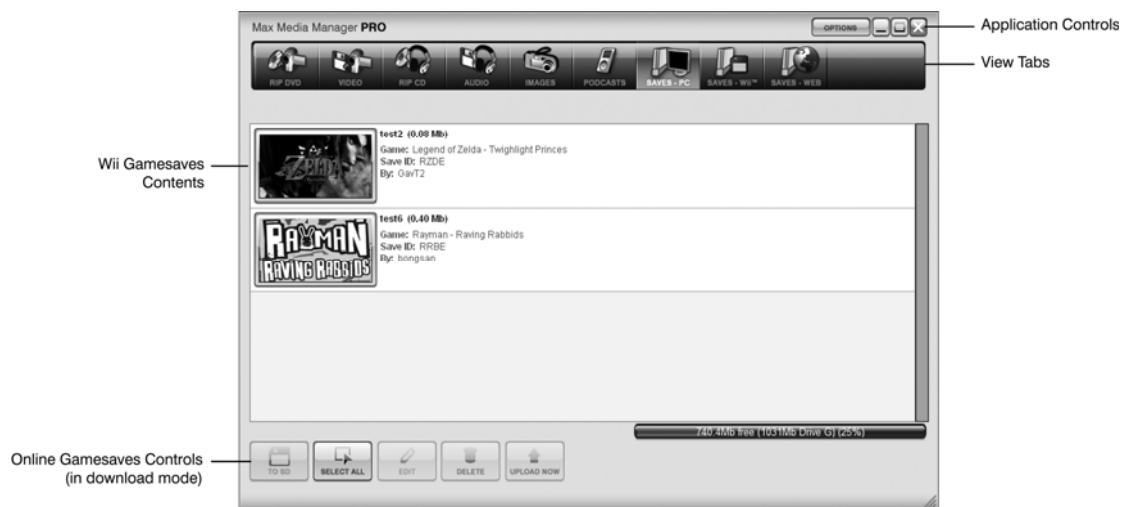 Max Media Manager PRO
OPTIONS
Application Controls
RIP DVD
VIDEO
RIP CD
AUDIO
IMAGES
PODCASTS
SAVES - PC
SAVES - Wii™
SAVES - WEB
View Tabs
test2 (0.08 Mb)
Game: Legend of Zelda - Twighlight Princes
Save ID: RZDE
By: GavT2
ZELDA
Wii Gamesaves
Contents
test6 (0.40 Mb)
Game: Rayman - Raving Rabbids
Save ID: RRBE
By: hongsan
RAYMAN
RAVING RABBIDS
740.4Mb free (1031Mb Drive G) (25%)
Online Gamesaves Controls
(in download mode)
TO SD
SELECT ALL
EDIT
DELETE
UPLOAD NOW